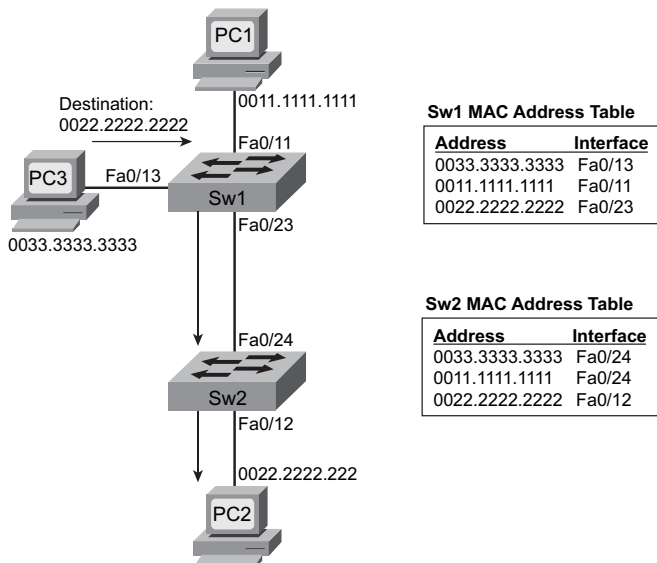 PC1
0011.1111.1111
Destination:
0022.2222.2222
Fa0/11
PC3
Fa0/13
Sw1
0033.3333.3333
Fa0/23
Fa0/24
Sw2
Fa0/12
0022.2222.222
PC2
Sw1 MAC Address Table
Address Interface
0033.3333.3333 Fa0/13
0011.1111.1111 Fa0/11
0022.2222.2222 Fa0/23
Sw2 MAC Address Table
Address Interface
0033.3333.3333 Fa0/24
0011.1111.1111 Fa0/24
0022.2222.2222 Fa0/12